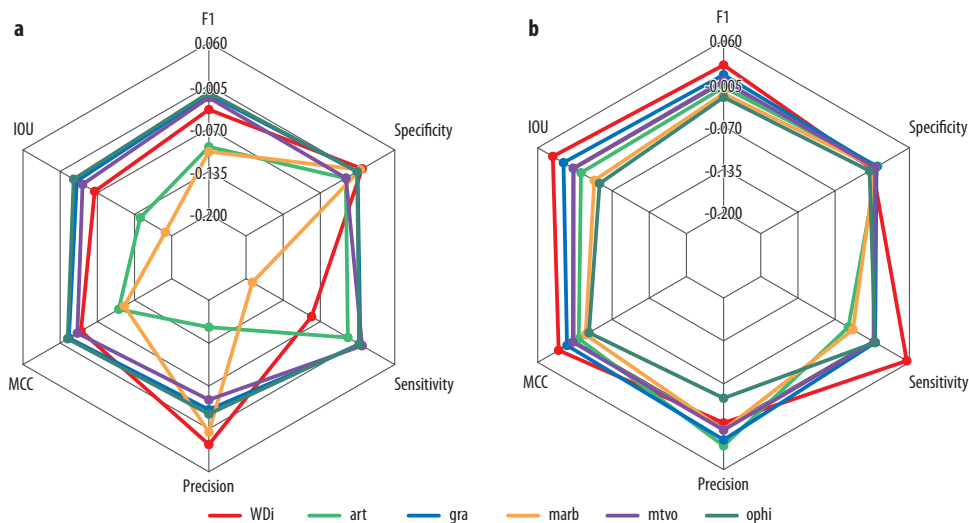 a
F1
0.060
-0.005
-0.070
-0.135
-0.200
IOU
Specificity
MCC
Sensitivity
Precision
b
F1
0.060
-0.005
-0.070
-0.135
-0.200
IOU
Specificity
MCC
Sensitivity
Precision
WDi art gra marb mtvo ophi